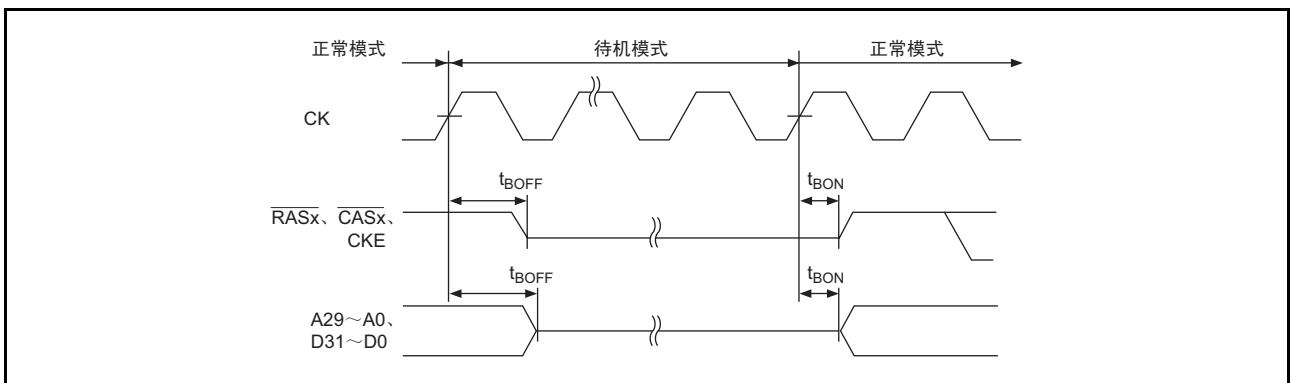 正常模式 待机模式 正常模式
CK
tBOFF tBON
RASx、CASx、
CKE
tBOFF tBON
A29～A0、
D31～D0